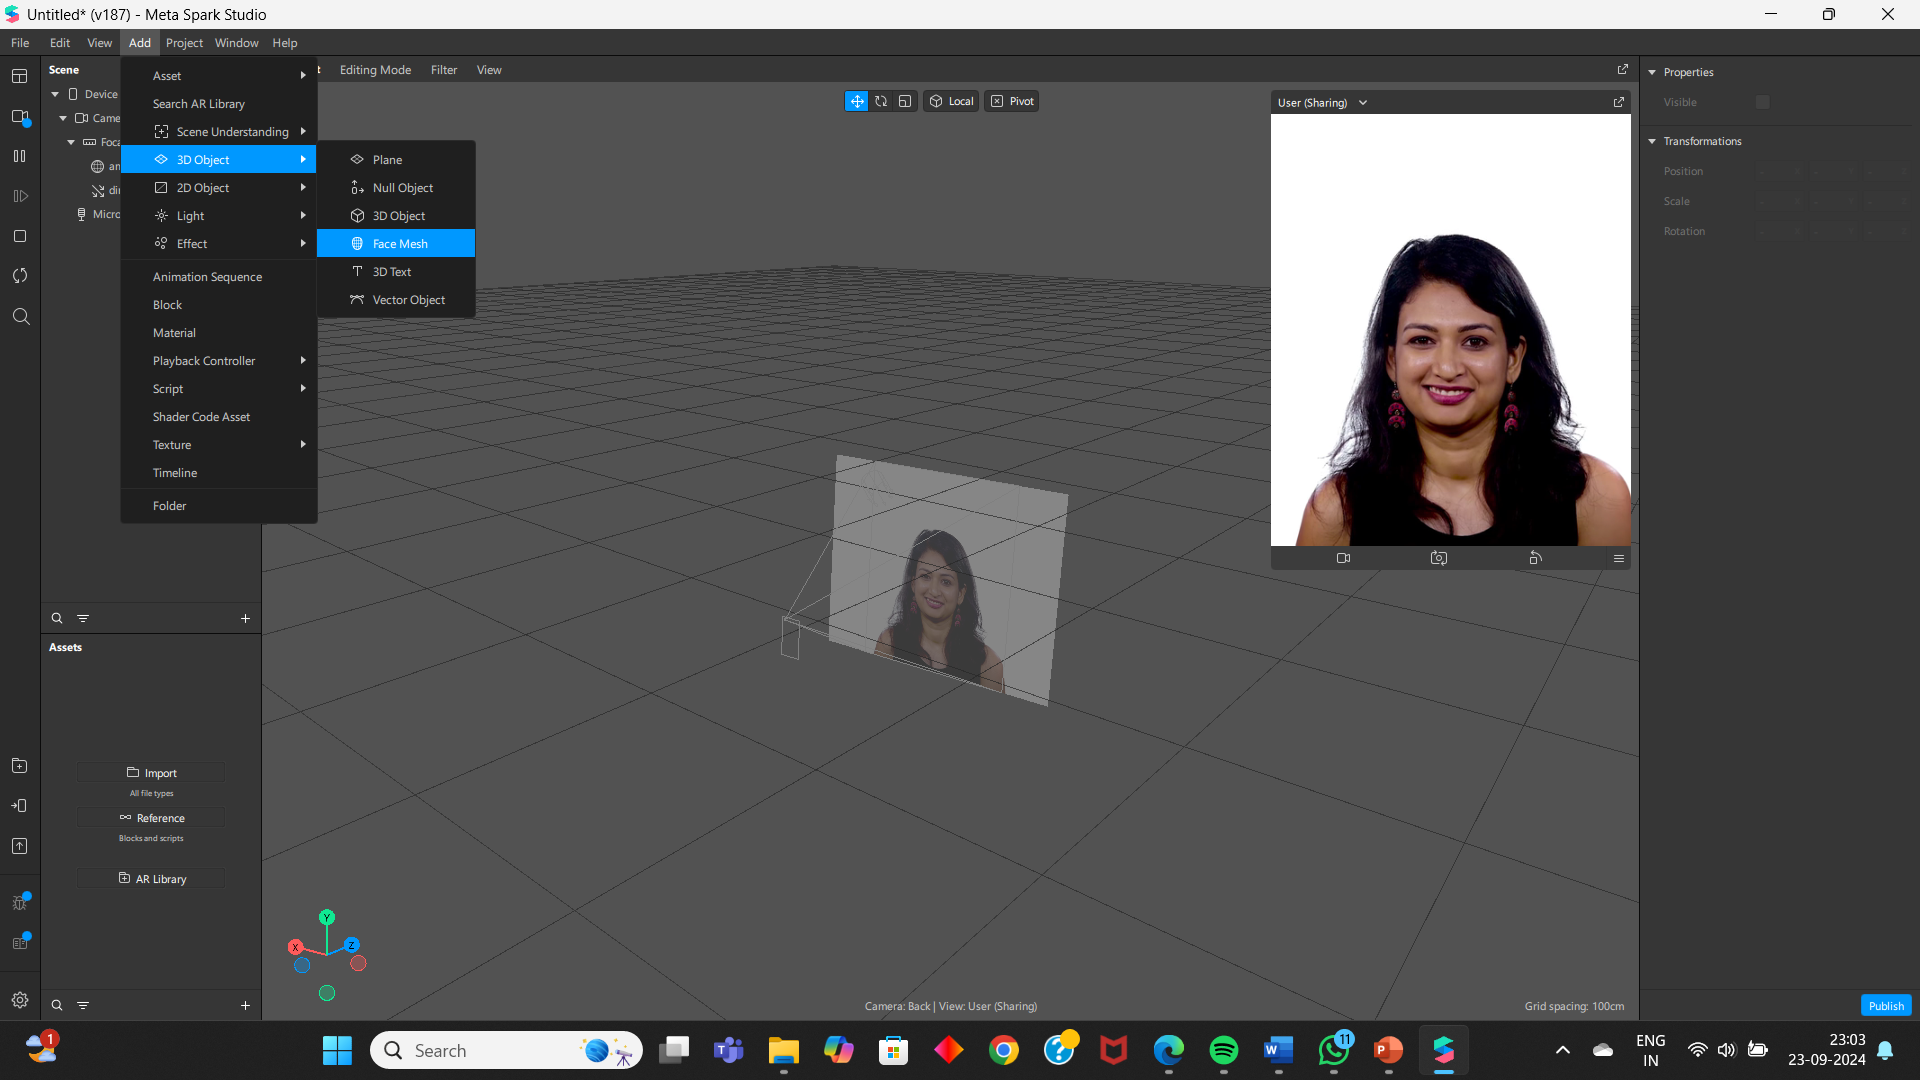 Untitled* (v187) - Meta Spark Studio
File Edit View Add Project Window Help
Scene
Device
Came
Foca
an
di
Micro
Asset
Search AR Library
Scene Understanding
3D Object
2D Object
Light
Effect
Animation Sequence
Block
Material
Playback Controller
Script
Shader Code Asset
Texture
Timeline
Folder
Plane
Null Object
3D Object
Face Mesh
3D Text
Vector Object
t Editing Mode Filter View
Local Pivot
User (Sharing)
Properties
Visible
Transformations
Position
Scale
Rotation
Assets
Import
All file types
Reference
Blocks and scripts
AR Library
Y
X
Z
Camera: Back | View: User (Sharing)
Grid spacing: 100cm
Publish
1
Search
11
ENG
IN
23:03
23-09-2024